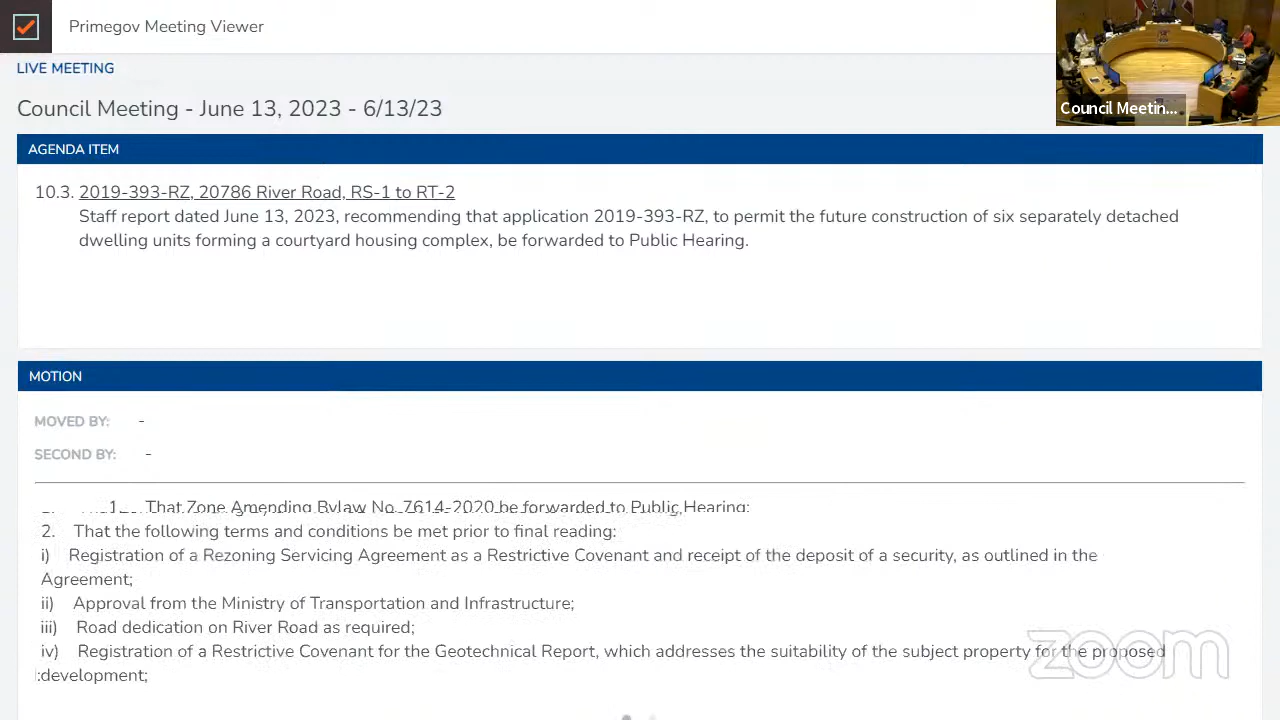 Primegov Meeting Viewer
LIVE MEETING
Council Meeting - June 13, 2023 - 6/13/23
Council Meetin...
AGENDA ITEM
10.3. 2019-393-RZ, 20786 River Road, RS-1 to RT-2
Staff report dated June 13, 2023, recommending that application 2019-393-RZ, to permit the future construction of six separately detached
dwelling units forming a courtyard housing complex, be forwarded to Public Hearing.
MOTION
MOVED BY: -
SECOND BY: -
1. That Zone Amending Bylaw No. 7614-2020 be forwarded to Public Hearing;
2. That the following terms and conditions be met prior to final reading:
i) Registration of a Rezoning Servicing Agreement as a Restrictive Covenant and receipt of the deposit of a security, as outlined in the
Agreement;
ii) Approval from the Ministry of Transportation and Infrastructure;
iii) Road dedication on River Road as required;
iv) Registration of a Restrictive Covenant for the Geotechnical Report, which addresses the suitability of the subject property for the proposed
development;
zoom